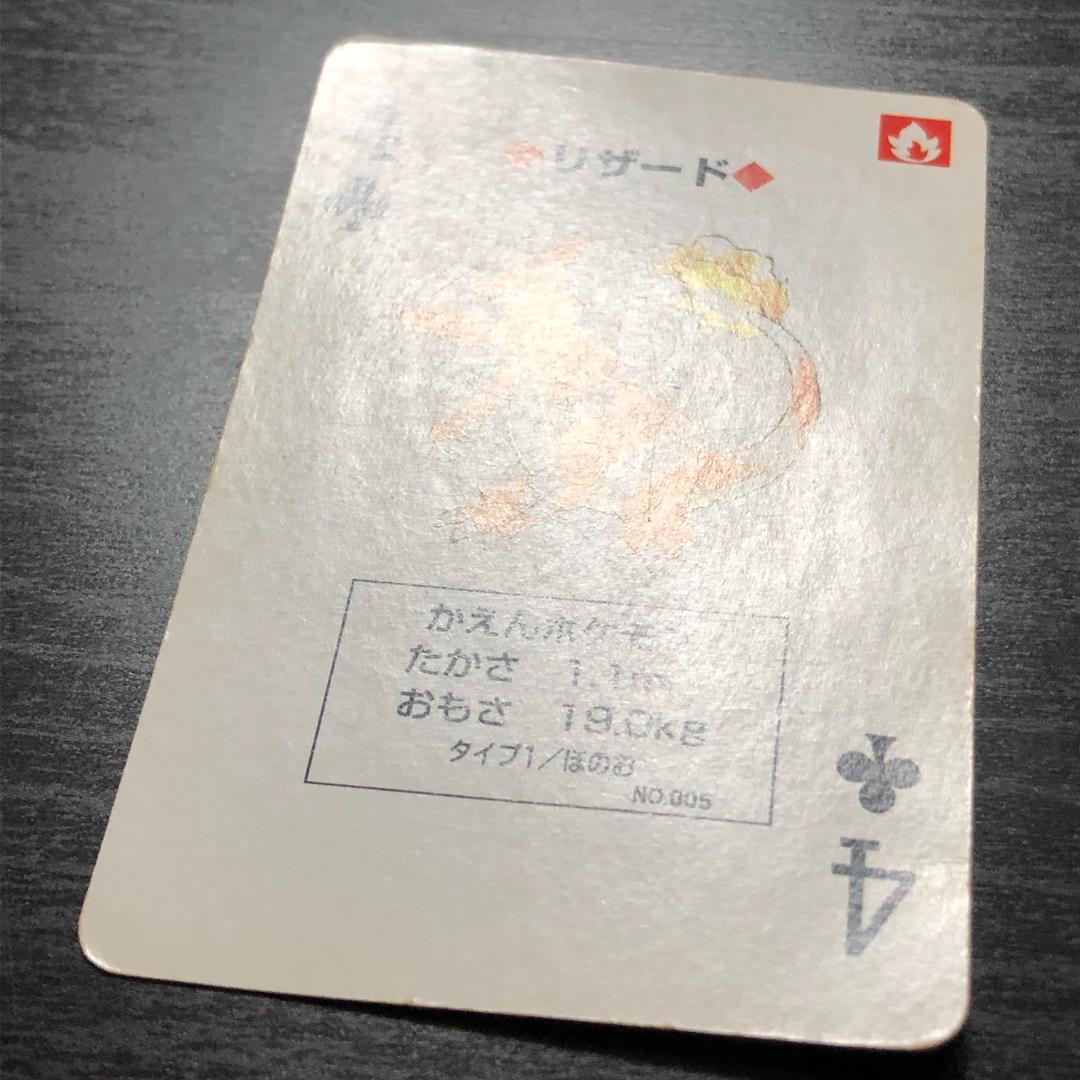 4
リザード
かえんポケモン
たかさ 1.1m
おもさ 19.0kg
タイプ1/ほのお
NO.005
4